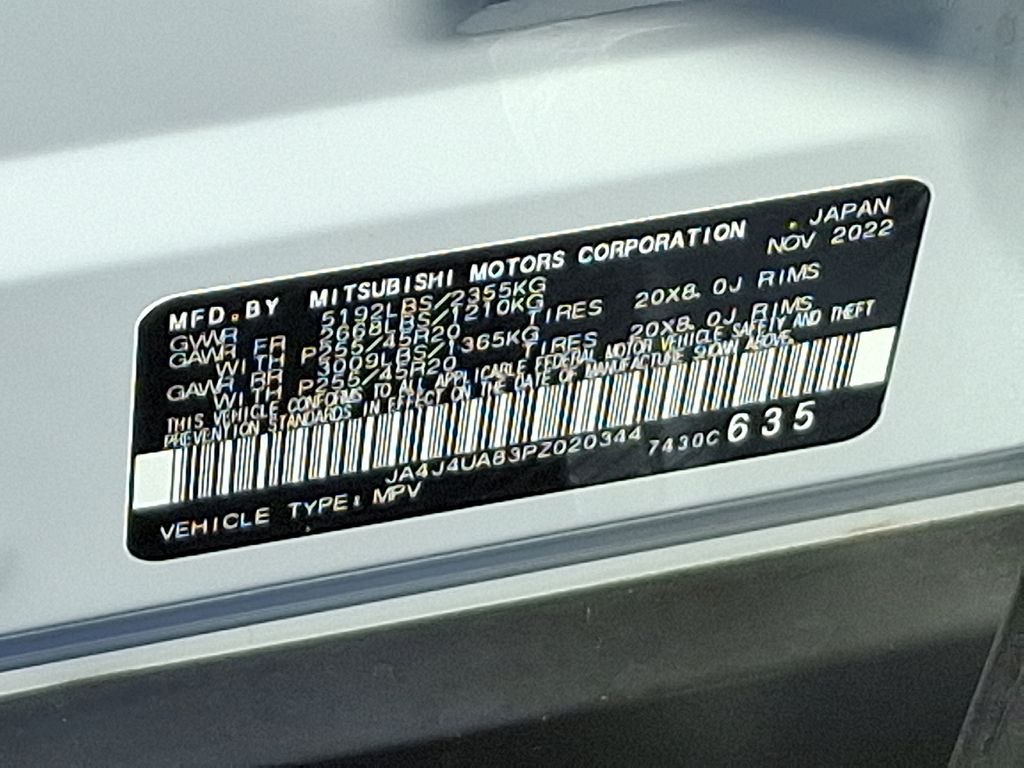 MFD.BY MITSUBISHI MOTORS CORPORATION . JAPAN
GVWR 5192LBS/2355KG NOV 2022
GAWR FR 2668LBS/1210KG
WITH P255/45R20 TIRES 20X8.0J RIMS
GAWR RR 3009LBS/1365KG
WITH P255/45R20 TIRES 20X8.0J RIMS
THIS VEHICLE CONFORMS TO ALL APPLICABLE FEDERAL MOTOR VEHICLE SAFETY AND THEFT
PREVENTION STANDARDS IN EFFECT ON THE DATE OF MANUFACTURE SHOWN ABOVE.
JA4J4UA83PZ020344 7430C 635
VEHICLE TYPE: MPV